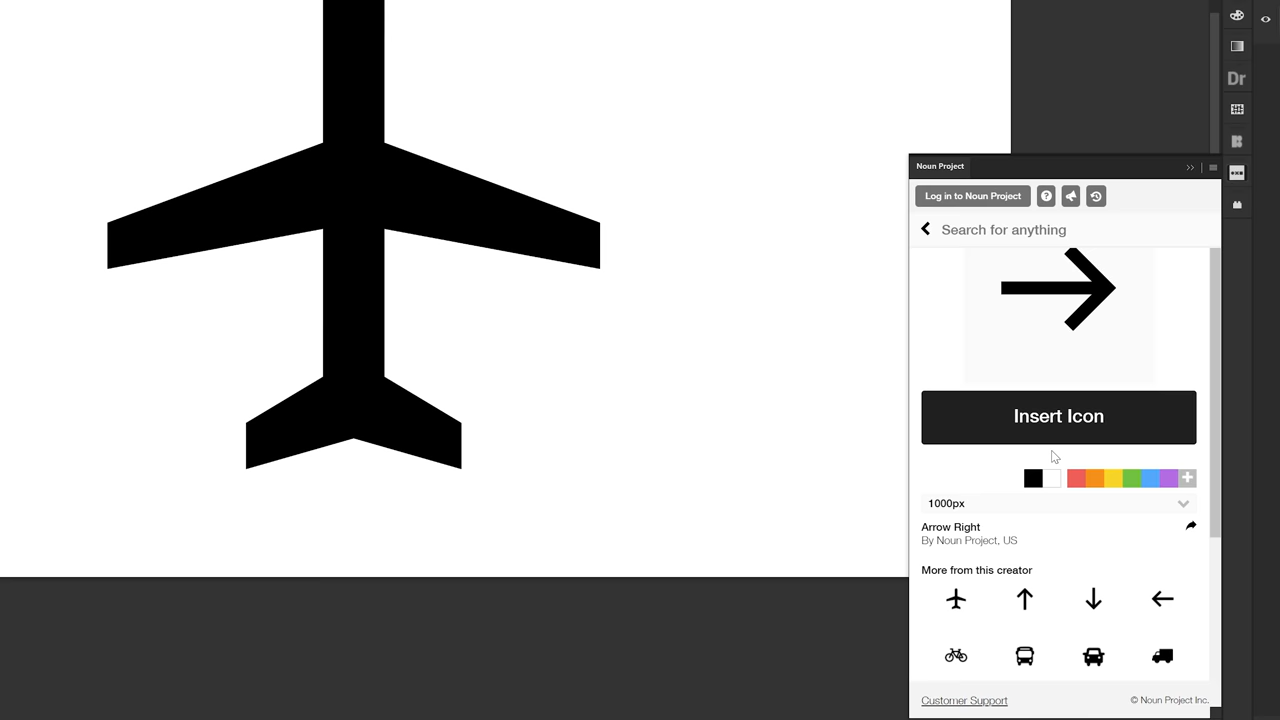 Dr
Noun Project
Log in to Noun Project
Search for anything
Insert Icon
1000px
Arrow Right
By Noun Project, US
More from this creator
Customer Support
© Noun Project Inc.